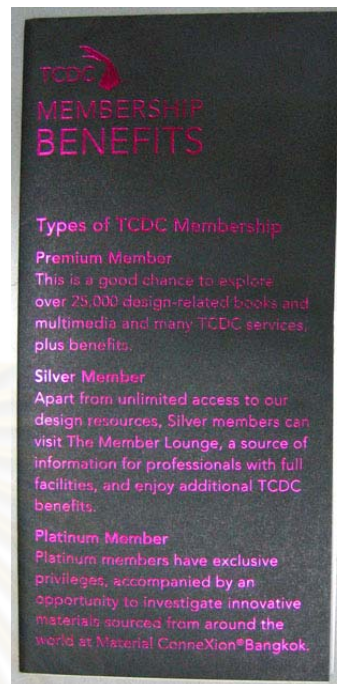 TCDC
MEMBERSHIP
BENEFITS
Types of TCDC Membership
Premium Member
This is a good chance to explore
over 25,000 design-related books and
multimedia and many TCDC services,
plus benefits.
Silver Member
Apart from unlimited access to our
design resources, Silver members can
visit The Member Lounge, a source of
information for professionals with full
facilities, and enjoy additional TCDC
benefits.
Platinum Member
Platinum members have exclusive
privileges, accompanied by an
opportunity to investigate innovative
materials sourced from around the
world at Material ConneXion®Bangkok.